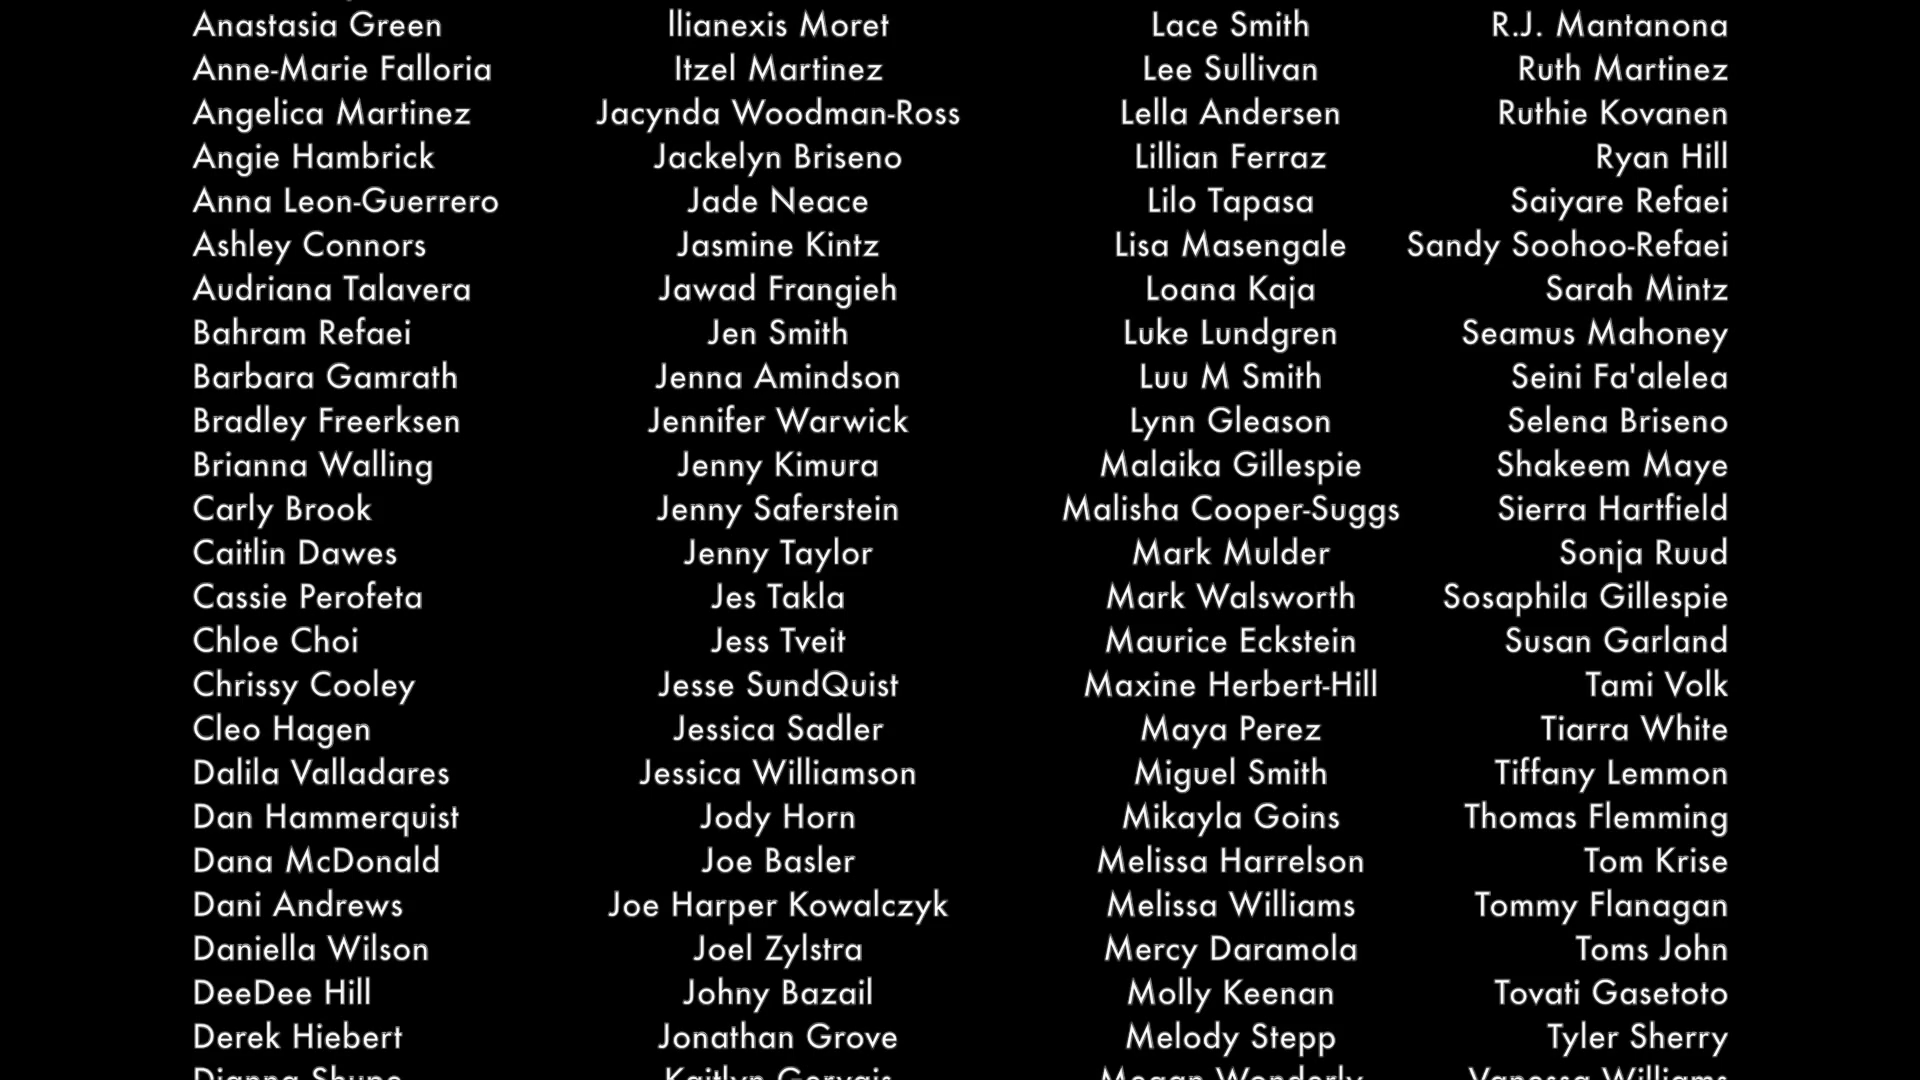 Anastasia Green
Anne-Marie Falloria
Angelica Martinez
Angie Hambrick
Anna Leon-Guerrero
Ashley Connors
Audriana Talavera
Bahram Refaei
Barbara Gamrath
Bradley Freerksen
Brianna Walling
Carly Brook
Caitlin Dawes
Cassie Perofeta
Chloe Choi
Chrissy Cooley
Cleo Hagen
Dalila Valladares
Dan Hammerquist
Dana McDonald
Dani Andrews
Daniella Wilson
DeeDee Hill
Derek Hiebert
Dianna Shupe
Ilianexis Moret
Itzel Martinez
Jacynda Woodman-Ross
Jackelyn Briseno
Jade Neace
Jasmine Kintz
Jawad Frangieh
Jen Smith
Jenna Amindson
Jennifer Warwick
Jenny Kimura
Jenny Saferstein
Jenny Taylor
Jes Takla
Jess Tveit
Jesse SundQuist
Jessica Sadler
Jessica Williamson
Jody Horn
Joe Basler
Joe Harper Kowalczyk
Joel Zylstra
Johny Bazail
Jonathan Grove
Kaitlyn Gervais
Lace Smith
Lee Sullivan
Lella Andersen
Lillian Ferraz
Lilo Tapasa
Lisa Masengale
Loana Kaja
Luke Lundgren
Luu M Smith
Lynn Gleason
Malaika Gillespie
Malisha Cooper-Suggs
Mark Mulder
Mark Walsworth
Maurice Eckstein
Maxine Herbert-Hill
Maya Perez
Miguel Smith
Mikayla Goins
Melissa Harrelson
Melissa Williams
Mercy Daramola
Molly Keenan
Melody Stepp
Megan Wonderly
R.J. Mantanona
Ruth Martinez
Ruthie Kovanen
Ryan Hill
Saiyare Refaei
Sandy Soohoo-Refaei
Sarah Mintz
Seamus Mahoney
Seini Fa'alelea
Selena Briseno
Shakeem Maye
Sierra Hartfield
Sonja Ruud
Sosaphila Gillespie
Susan Garland
Tami Volk
Tiarra White
Tiffany Lemmon
Thomas Flemming
Tom Krise
Tommy Flanagan
Toms John
Tovati Gasetoto
Tyler Sherry
Vanessa Williams